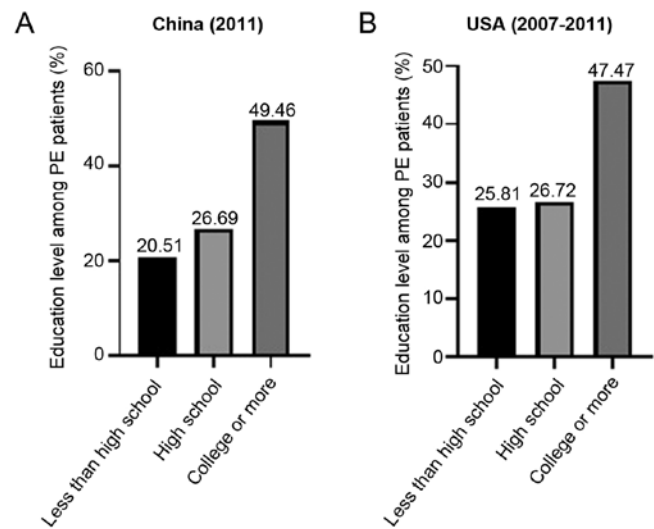 A
China (2011)
Education level among PE patients (%)
60
40
20
0
20.51
26.69
49.46
Less than high school
High school
College or more
B
USA (2007-2011)
Education level among PE patients (%)
50
40
30
20
10
0
25.81
26.72
47.47
Less than high school
High school
College or more